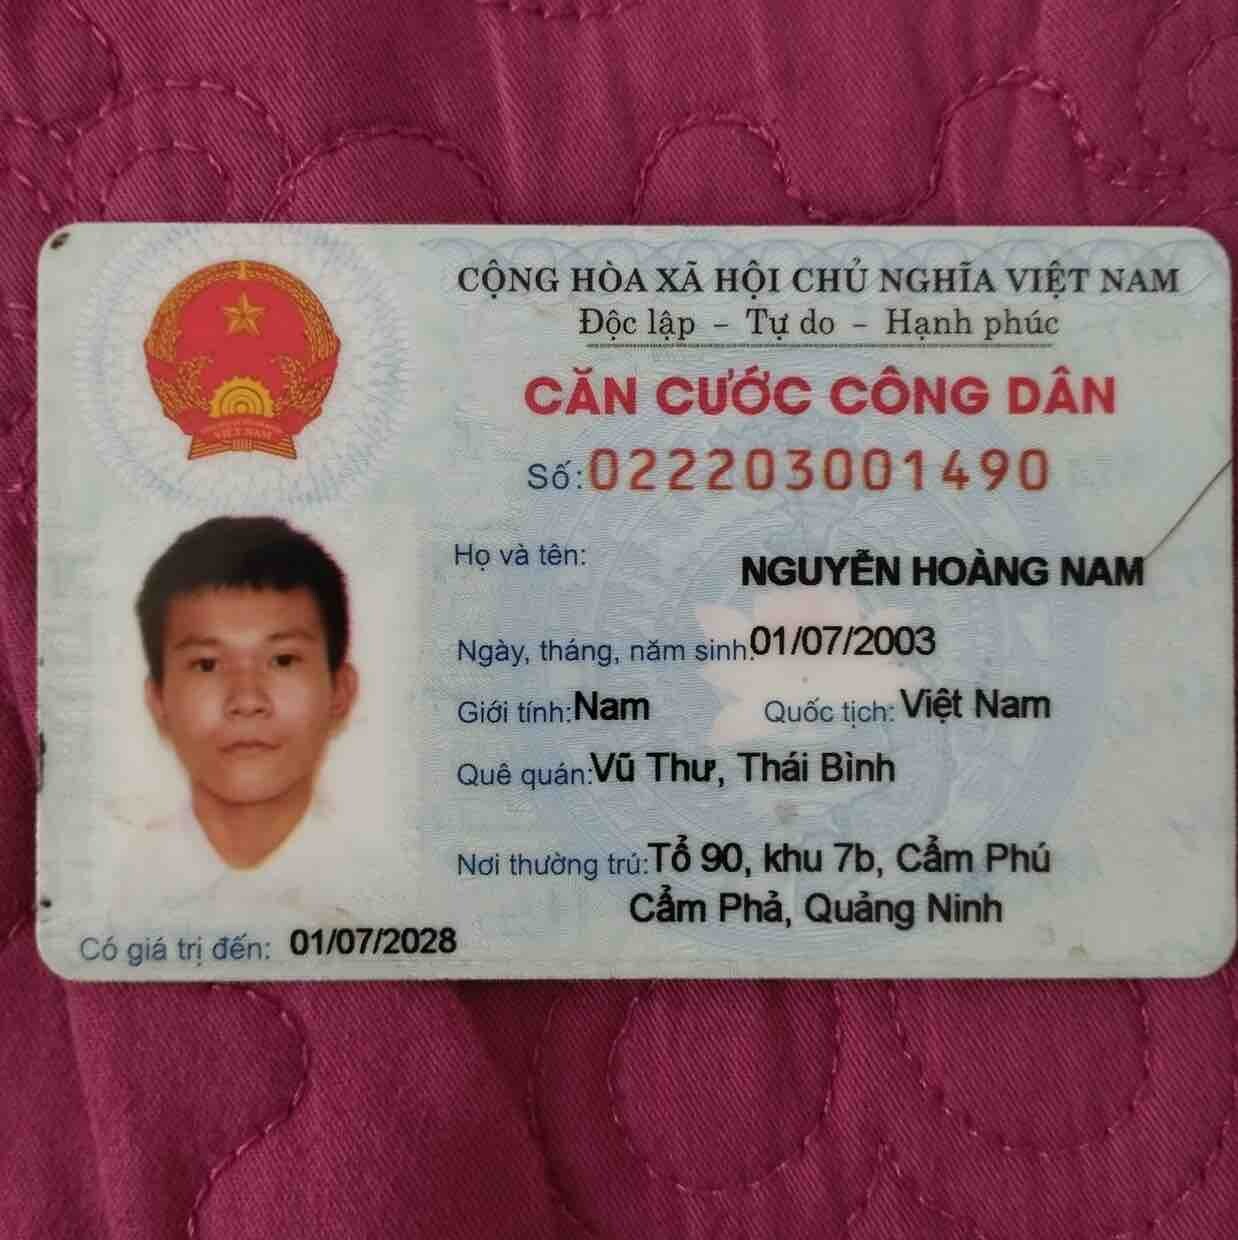 CỘNG HÒA XÃ HỘI CHỦ NGHĨA VIỆT NAM
Độc lập - Tự do - Hạnh phúc
CĂN CƯỚC CÔNG DÂN
Số: 022203001490
Họ và tên: NGUYỄN HOÀNG NAM
Ngày, tháng, năm sinh: 01/07/2003
Giới tính: Nam Quốc tịch: Việt Nam
Quê quán: Vũ Thư, Thái Bình
Nơi thường trú: Tổ 90, khu 7b, Cẩm Phú
Cẩm Phả, Quảng Ninh
Có giá trị đến: 01/07/2028
VIỆT NAM